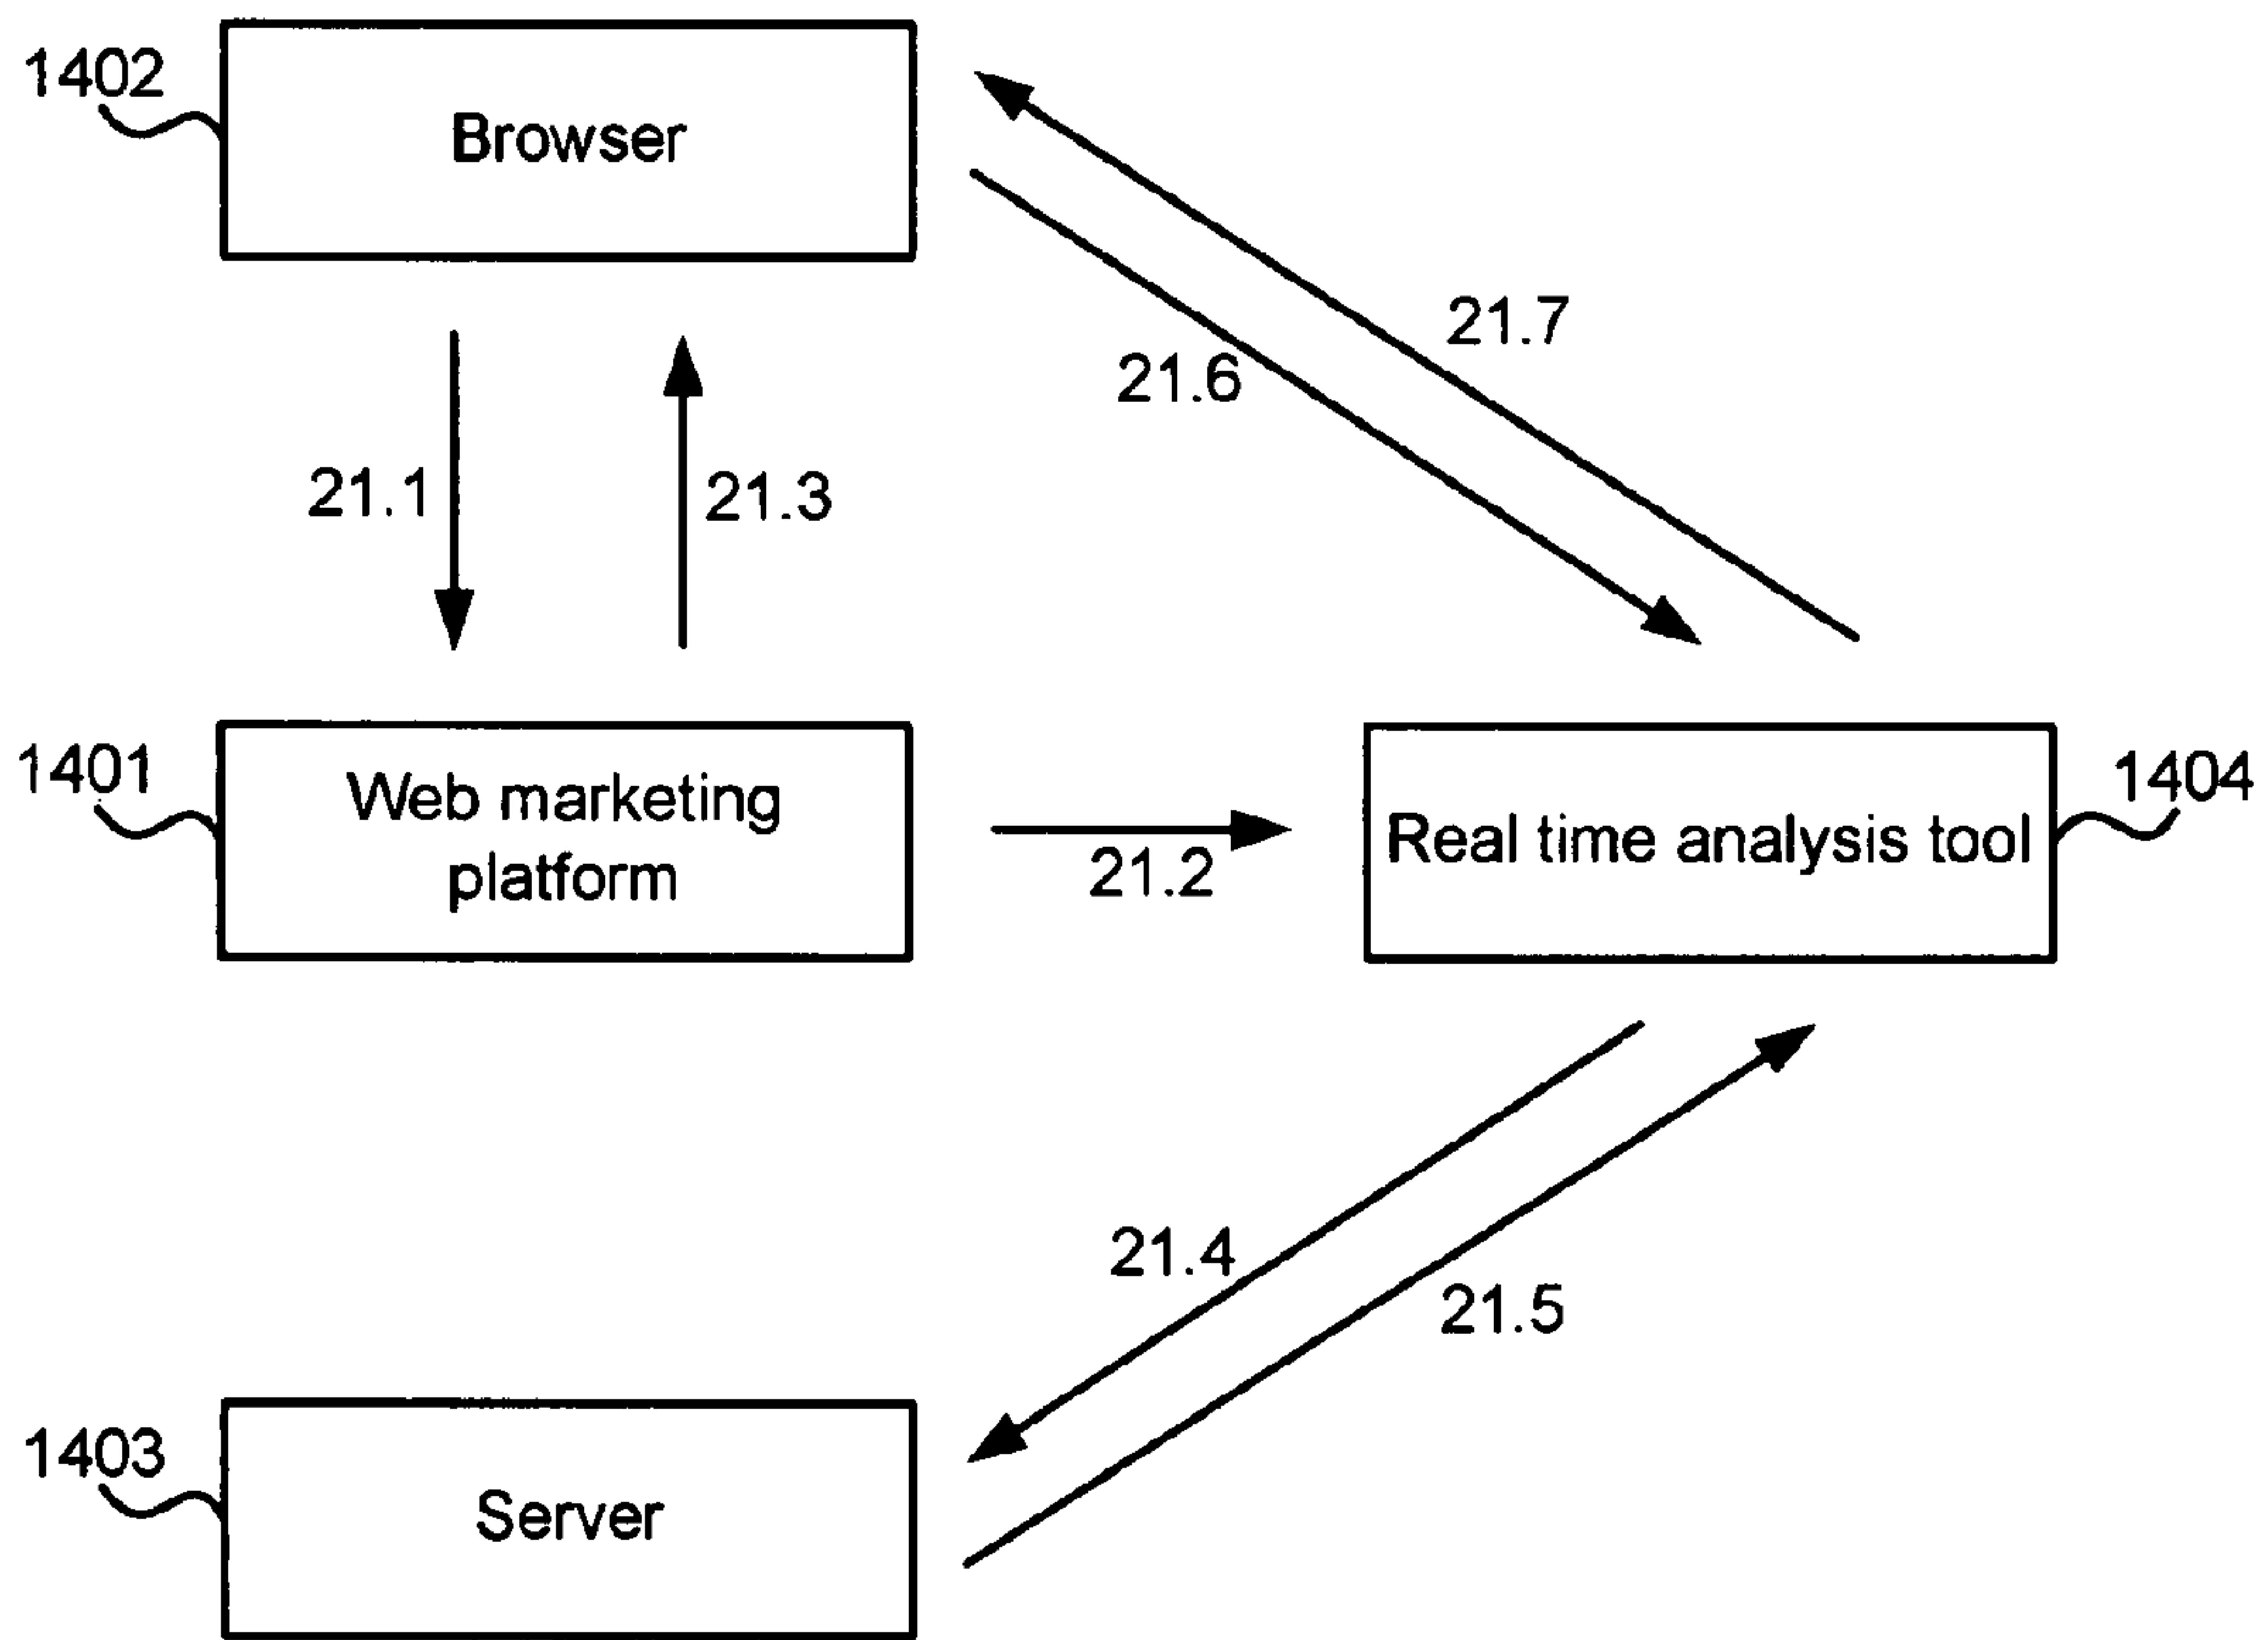 1402
Browser
21.7
21.6
21.1
21.3
1401
Web marketing
platform
21.2
Real time analysis tool
1404
21.4
21.5
1403
Server